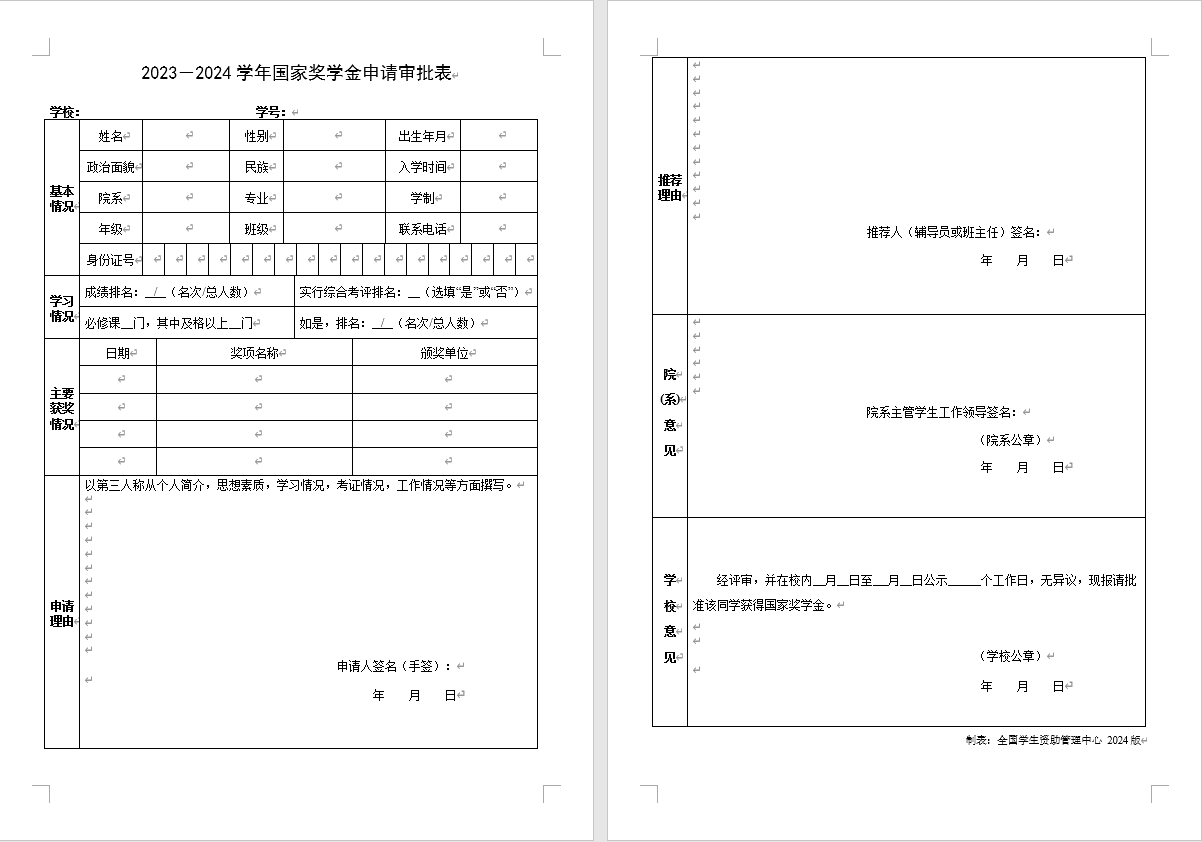 2023－2024 学年国家奖学金申请审批表
学校： 学号：
基本情况
姓名 性别 出生年月
政治面貌 民族 入学时间
院系 专业 学制
年级 班级 联系电话
身份证号
学习情况
成绩排名：__/__（名次/总人数） 实行综合考评排名：__（选填“是”或“否”）
必修课__门，其中及格以上__门 如是，排名：__/__（名次/总人数）
主要获奖情况
日期 奖项名称 颁奖单位
申请理由
以第三人称从个人简介，思想素质，学习情况，考证情况，工作情况等方面撰写。
申请人签名（手签）：
年 月 日
推荐理由
推荐人（辅导员或班主任）签名：
年 月 日
院（系）意见
院系主管学生工作领导签名：
（院系公章）
年 月 日
学校意见
经评审，并在校内__月__日至__月__日公示_____个工作日，无异议，现报请批
准该同学获得国家奖学金。
（学校公章）
年 月 日
制表：全国学生资助管理中心 2024 版